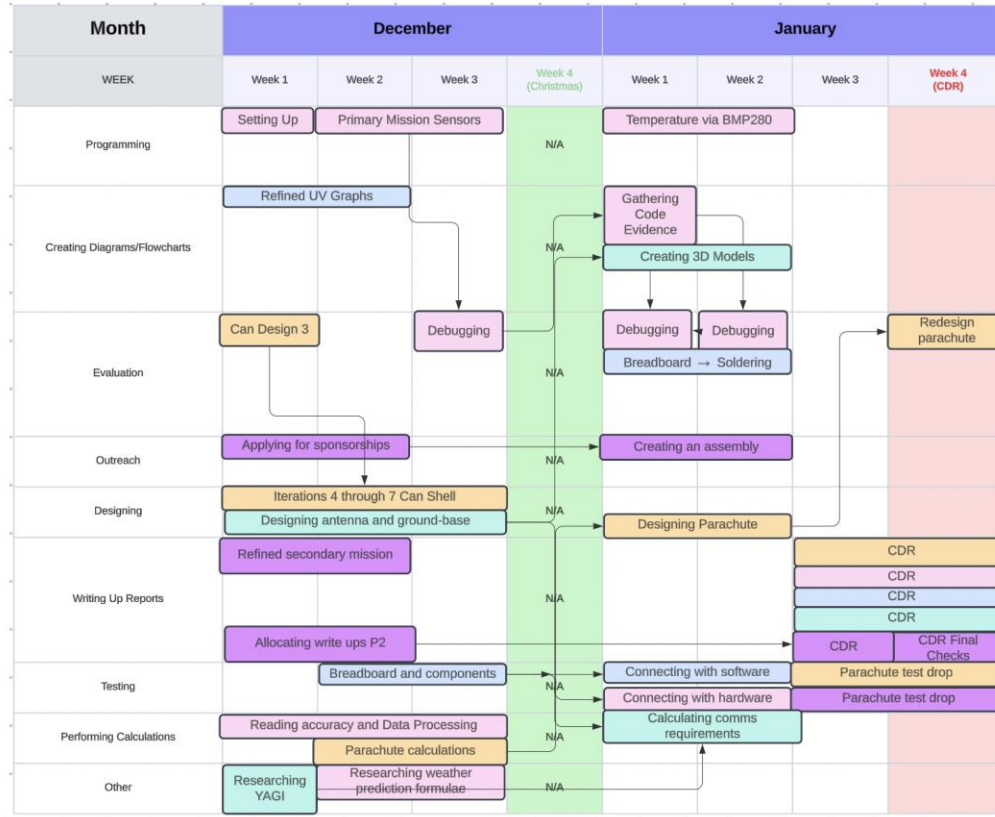 Month
December
January
WEEK
Week 1
Week 2
Week 3
Week 4
(Christmas)
Week 1
Week 2
Week 3
Week 4
(CDR)
Programming
Setting Up
Primary Mission Sensors
N/A
Temperature via BMP280
Creating Diagrams/Flowcharts
Refined UV Graphs
N/A
Gathering
Code
Evidence
Creating 3D Models
Evaluation
Can Design 3
Debugging
N/A
Debugging
Debugging
Breadboard → Soldering
Redesign
parachute
Outreach
Applying for sponsorships
N/A
Creating an assembly
Designing
Iterations 4 through 7 Can Shell
Designing antenna and ground-base
N/A
Designing Parachute
Writing Up Reports
Refined secondary mission
Allocating write ups P2
N/A
CDR
CDR
CDR
CDR
CDR
CDR Final
Checks
Testing
Breadboard and components
N/A
Connecting with software
Parachute test drop
Connecting with hardware
Parachute test drop
Performing Calculations
Reading accuracy and Data Processing
Parachute calculations
N/A
Calculating comms
requirements
Other
Researching
YAGI
Researching weather
prediction formulae
N/A